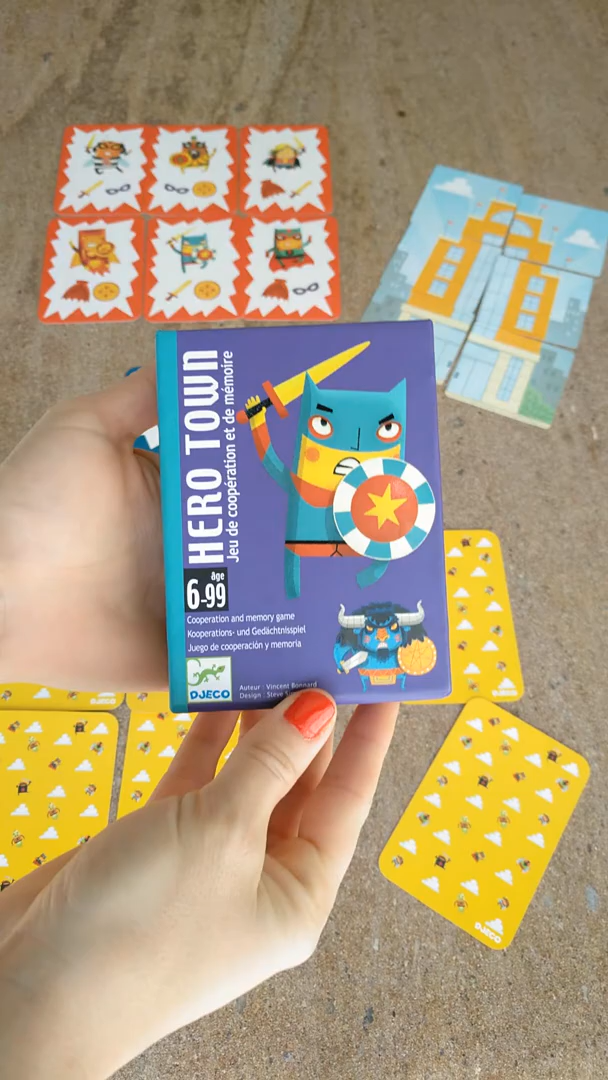 HERO TOWN
Jeu de coopération et de mémoire
âge
6-99
Cooperation and memory game
Kooperations- und Gedächtnisspiel
Juego de cooperación y memoria
DJECO
Auteur : Vincent Bonnard
Design : Steve
DJECO